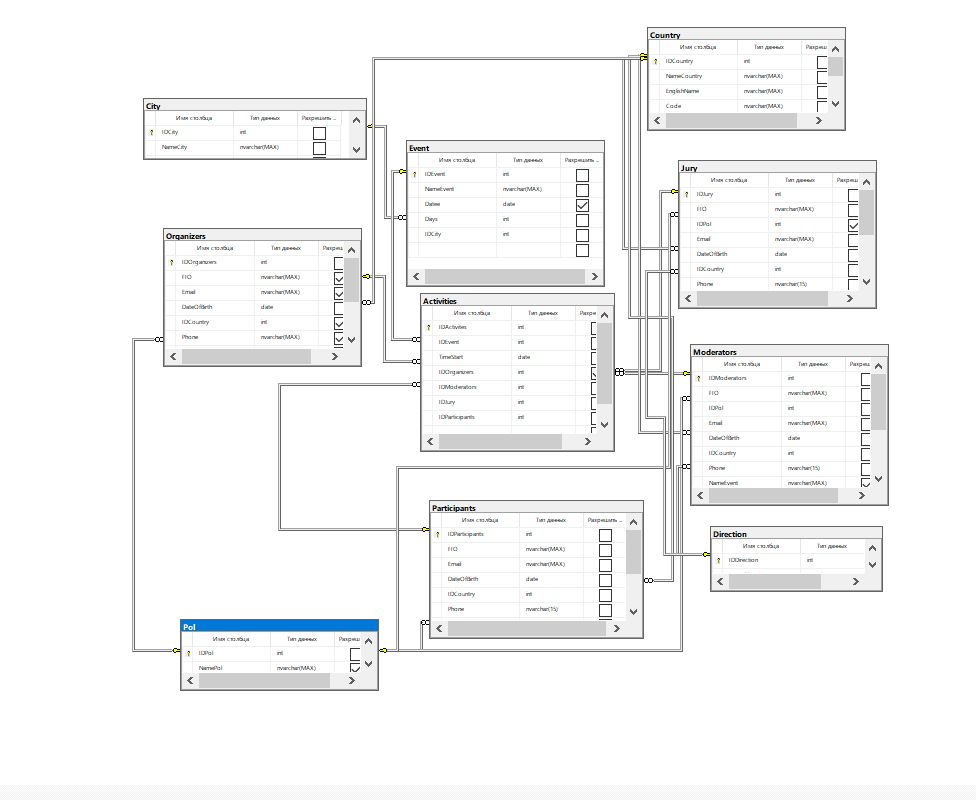 Country
Имя столбца Тип данных Разреш
IDCountry int
NameCountry nvarchar(MAX)
EnglishName nvarchar(MAX)
Code nvarchar(MAX)
City
Имя столбца Тип данных Разрешить ...
IDCity int
NameCity nvarchar(MAX)
Event
Имя столбца Тип данных Разрешить ...
IDEvent int
NameEvent nvarchar(MAX)
Datee date
Days int
IDCity int
Jury
Имя столбца Тип данных Разреш
IDJury int
FIO nvarchar(MAX)
IDPol int
Email nvarchar(MAX)
DateOfBirth date
IDCountry int
Phone nvarchar(15)
Organizers
Имя столбца Тип данных Разреш
IDOrganizers int
FIO nvarchar(MAX)
Email nvarchar(MAX)
DateOfBirth date
IDCountry int
Phone nvarchar(MAX)
Activities
Имя столбца Тип данных Разре
IDActivities int
IDEvent int
TimeStart date
IDOrganizers int
IDModerators int
IDJury int
IDParticipants int
Moderators
Имя столбца Тип данных Разреш
IDModerators int
FIO nvarchar(MAX)
IDPol int
Email nvarchar(MAX)
DateOfBirth date
IDCountry int
Phone nvarchar(15)
NameEvent nvarchar(MAX)
Participants
Имя столбца Тип данных Разрешить ...
IDParticipants int
FIO nvarchar(MAX)
Email nvarchar(MAX)
DateOfBirth date
IDCountry int
Phone nvarchar(15)
Direction
Имя столбца Тип данных
IDDirection int
Pol
Имя столбца Тип данных Разреш
IDPol int
NamePol nvarchar(MAX)